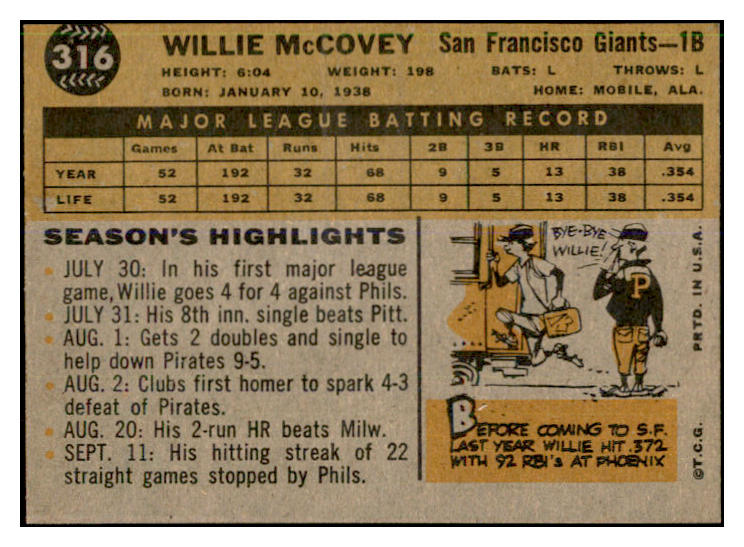 316
WILLIE McCOVEY San Francisco Giants—1B
HEIGHT: 6:04 WEIGHT: 198 BATS: L THROWS: L
BORN: JANUARY 10, 1938 HOME: MOBILE, ALA.
MAJOR LEAGUE BATTING RECORD
Games At Bat Runs Hits 2B 3B HR RBI Avg
YEAR 52 192 32 68 9 5 13 38 .354
LIFE 52 192 32 68 9 5 13 38 .354
SEASON'S HIGHLIGHTS
JULY 30: In his first major league
game, Willie goes 4 for 4 against Phils.
JULY 31: His 8th inn. single beats Pitt.
AUG. 1: Gets 2 doubles and single to
help down Pirates 9-5.
AUG. 2: Clubs first homer to spark 4-3
defeat of Pirates.
AUG. 20: His 2-run HR beats Milw.
SEPT. 11: His hitting streak of 22
straight games stopped by Phils.
BYE-BYE
WILLIE!
P
BEFORE COMING TO S.F.
LAST YEAR WILLIE HIT .372
WITH 92 RBI's AT PHOENIX
©T.C.G. PRTD. IN U.S.A.